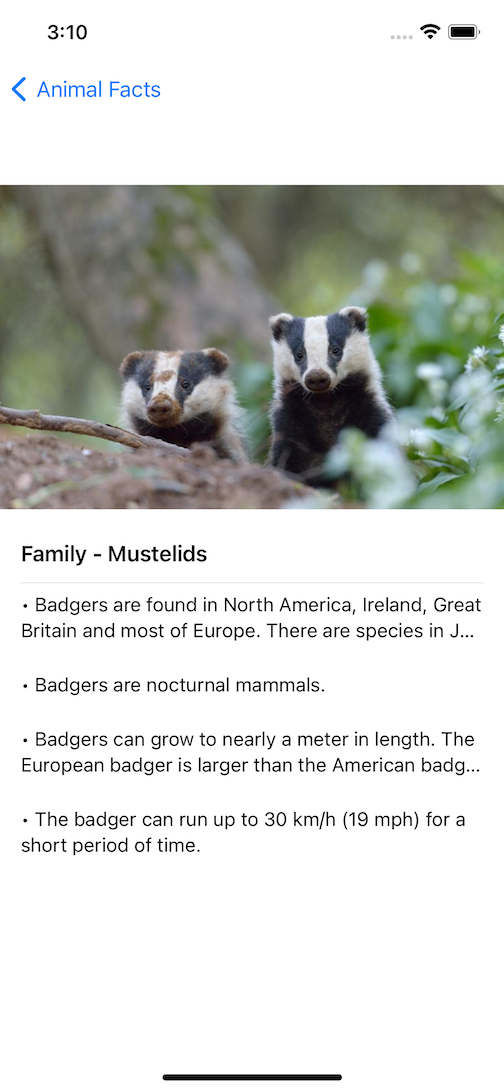 3:10
Animal Facts
Family - Mustelids
• Badgers are found in North America, Ireland, Great
Britain and most of Europe. There are species in J...
• Badgers are nocturnal mammals.
• Badgers can grow to nearly a meter in length. The
European badger is larger than the American badg...
• The badger can run up to 30 km/h (19 mph) for a
short period of time.